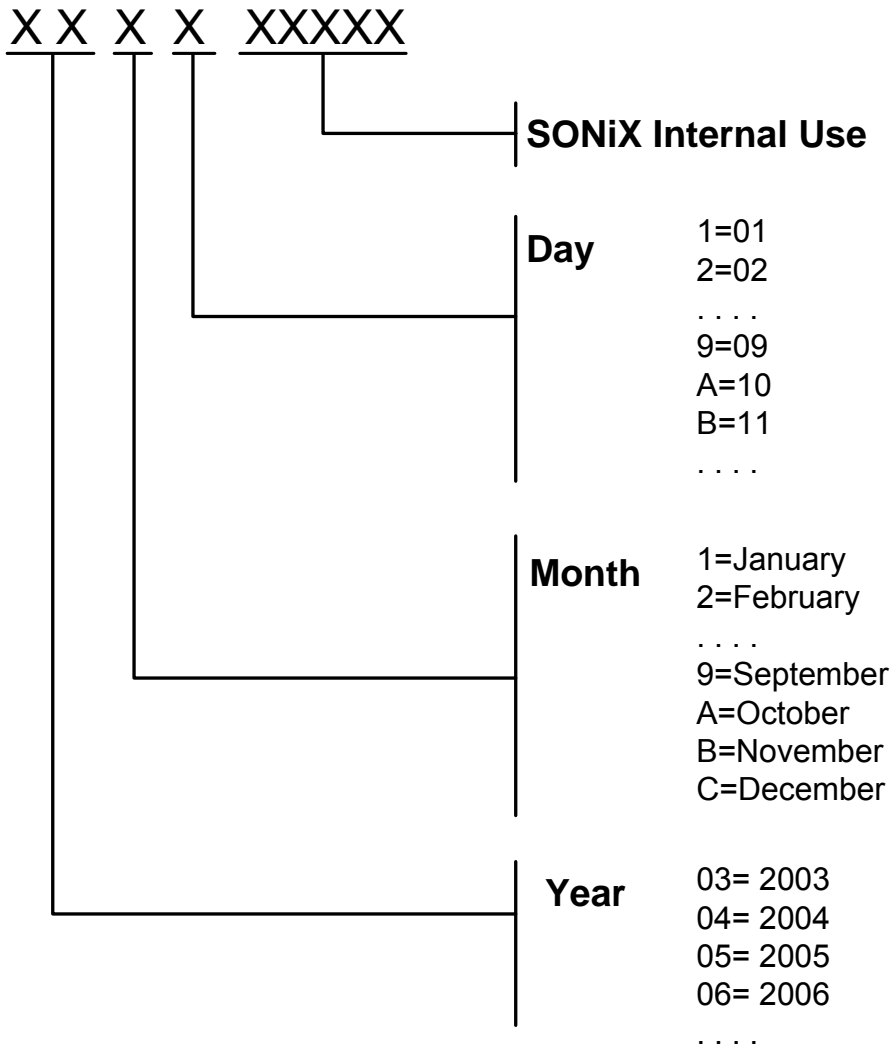 XX X X XXXXX
SONiX Internal Use
Day
1=01
2=02
. . . .
9=09
A=10
B=11
. . . .
Month
1=January
2=February
. . . .
9=September
A=October
B=November
C=December
Year
03= 2003
04= 2004
05= 2005
06= 2006
. . . .